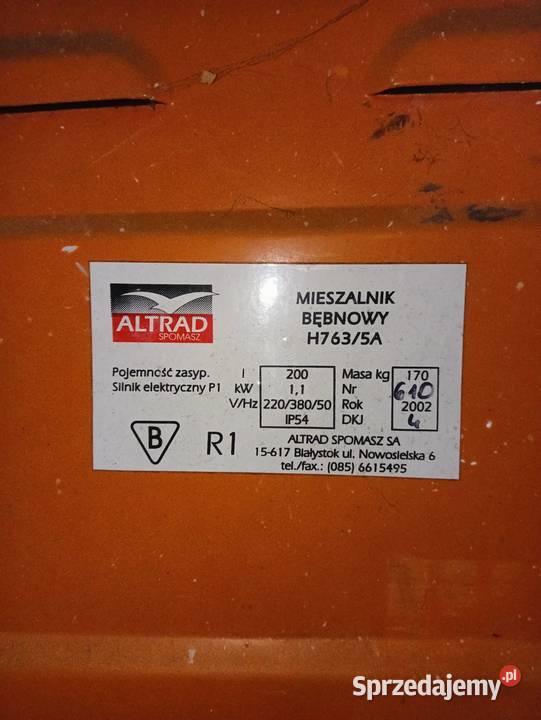 ALTRAD
SPOMASZ
MIESZALNIK
BĘBNOWY
H763/5A
Pojemność zasyp. l 200 Masa kg 170
Silnik elektryczny P1 kW 1,1 Nr 610
V/Hz 220/380/50 Rok 2002
IP54 DKJ 4
B R1
ALTRAD SPOMASZ SA
15-617 Białystok ul. Nowosielska 6
tel./fax.: (085) 6615495
Sprzedajemy.pl